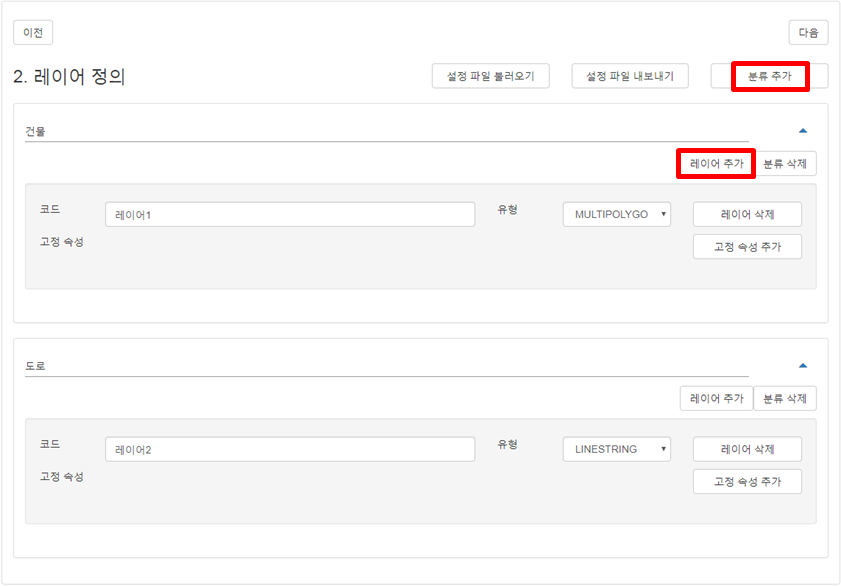 이전 다음
2. 레이어 정의 설정 파일 불러오기 설정 파일 내보내기 분류 추가
건물
레이어 추가 분류 삭제
코드 레이어1 유형 MULTIPOLYGO 레이어 삭제
고정 속성 고정 속성 추가
도로
레이어 추가 분류 삭제
코드 레이어2 유형 LINESTRING 레이어 삭제
고정 속성 고정 속성 추가